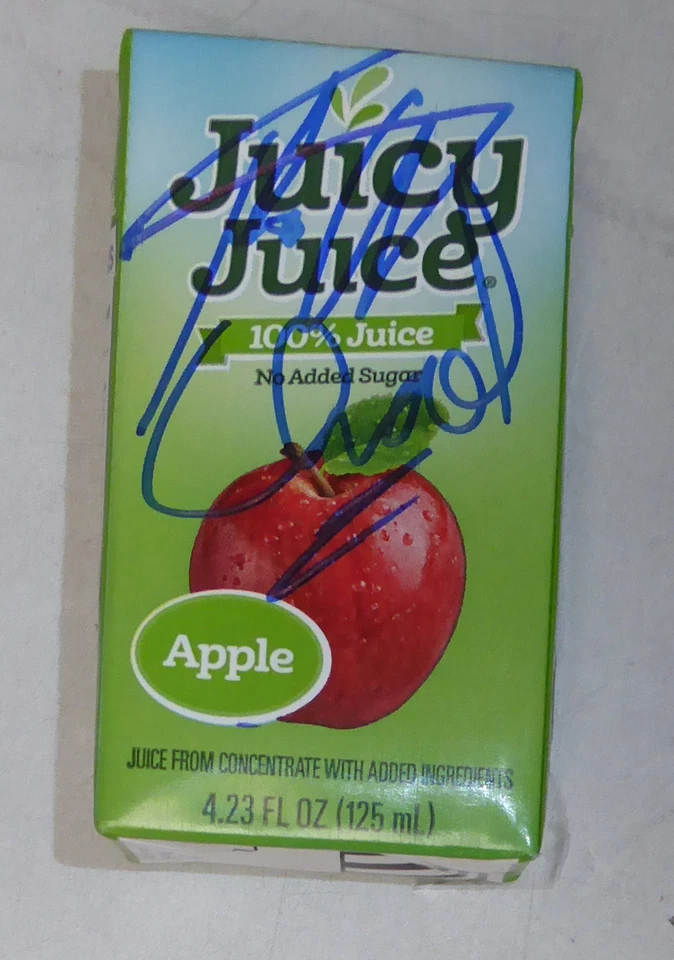 Juicy
Juice®
100% Juice
No Added Sugar
Apple
JUICE FROM CONCENTRATE WITH ADDED INGREDIENTS
4.23 FL OZ (125 mL)